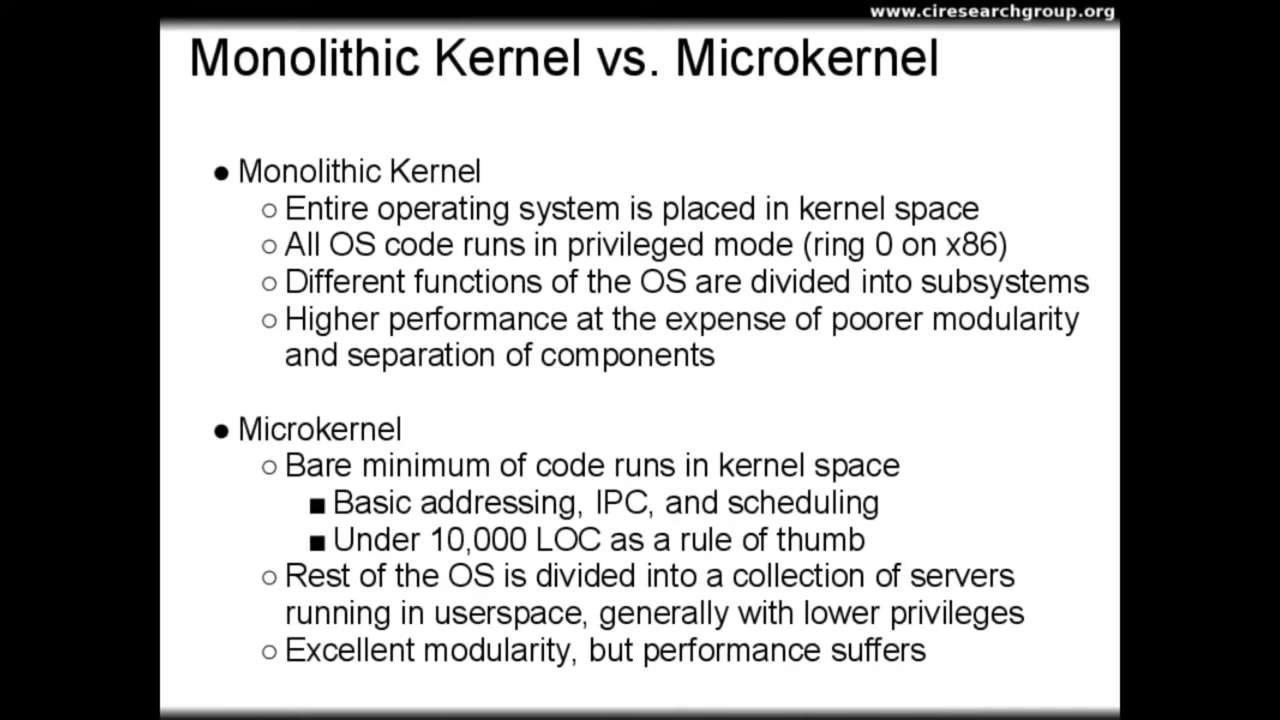 www.ciresearchgroup.org
Monolithic Kernel vs. Microkernel
● Monolithic Kernel
○ Entire operating system is placed in kernel space
○ All OS code runs in privileged mode (ring 0 on x86)
○ Different functions of the OS are divided into subsystems
○ Higher performance at the expense of poorer modularity
and separation of components
● Microkernel
○ Bare minimum of code runs in kernel space
■ Basic addressing, IPC, and scheduling
■ Under 10,000 LOC as a rule of thumb
○ Rest of the OS is divided into a collection of servers
running in userspace, generally with lower privileges
○ Excellent modularity, but performance suffers